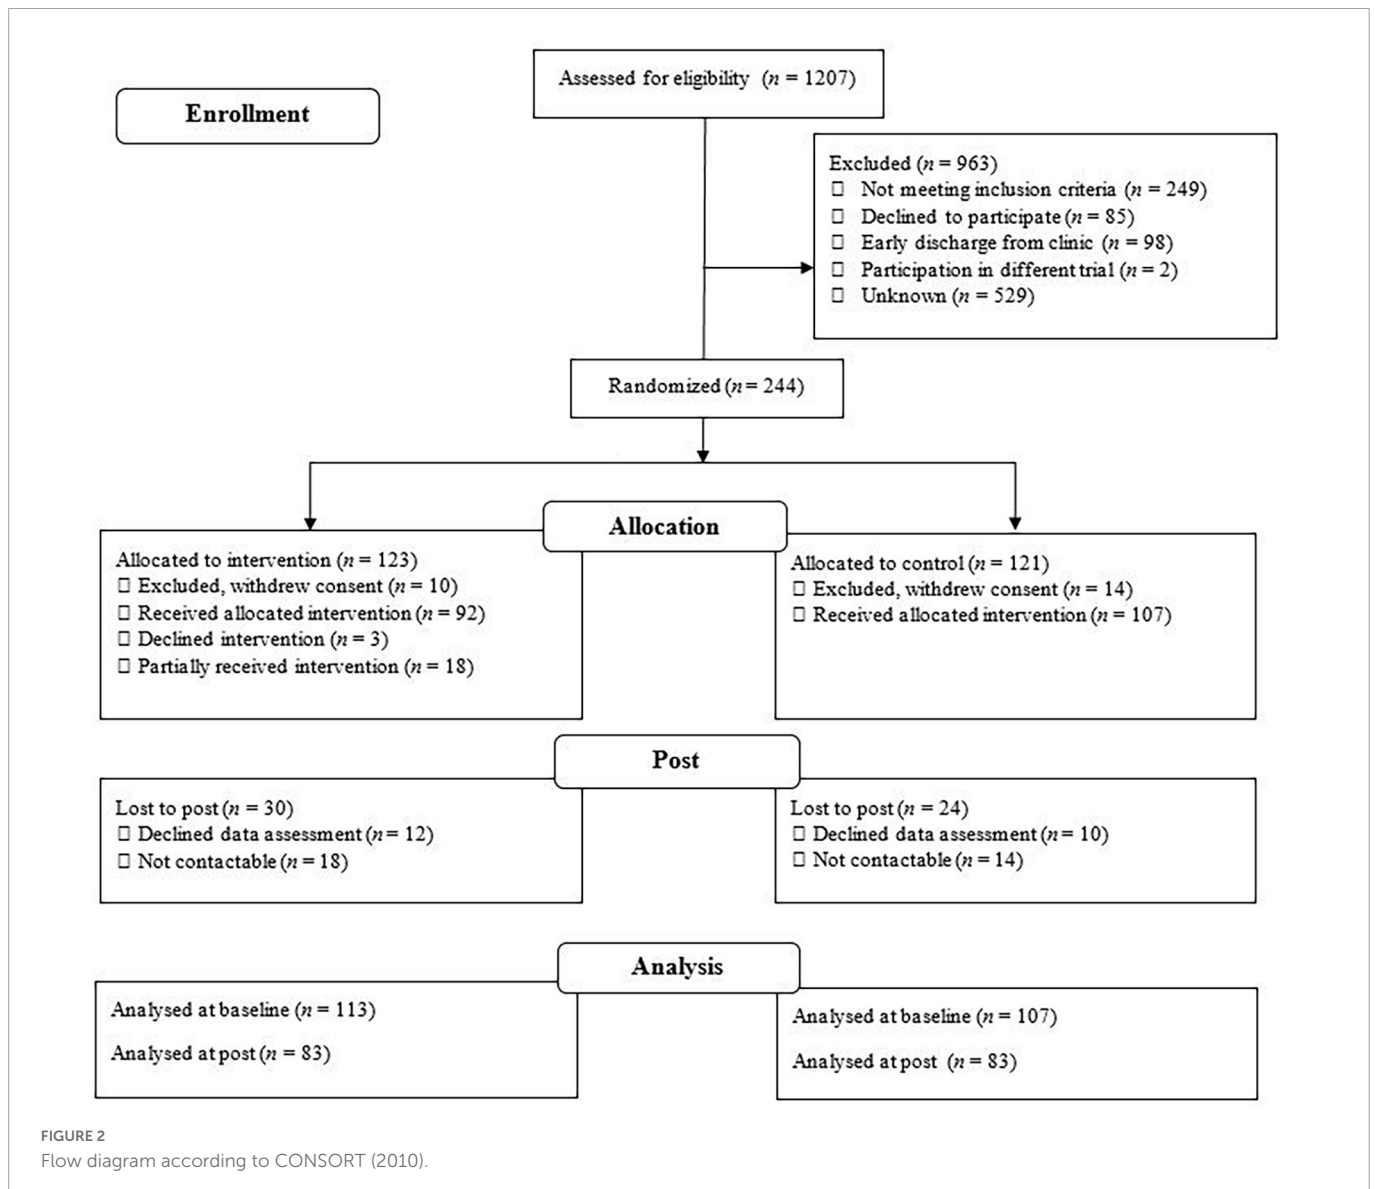 Assessed for eligibility (n = 1207)
Enrollment
Excluded (n = 963)
Not meeting inclusion criteria (n = 249)
Declined to participate (n = 85)
Early discharge from clinic (n = 98)
Participation in different trial (n = 2)
Unknown (n = 529)
Randomized (n = 244)
Allocation
Allocated to intervention (n = 123)
Excluded, withdrew consent (n = 10)
Received allocated intervention (n = 92)
Declined intervention (n = 3)
Partially received intervention (n = 18)
Allocated to control (n = 121)
Excluded, withdrew consent (n = 14)
Received allocated intervention (n = 107)
Post
Lost to post (n = 30)
Declined data assessment (n = 12)
Not contactable (n = 18)
Lost to post (n = 24)
Declined data assessment (n = 10)
Not contactable (n = 14)
Analysis
Analysed at baseline (n = 113)
Analysed at post (n = 83)
Analysed at baseline (n = 107)
Analysed at post (n = 83)
FIGURE 2
Flow diagram according to CONSORT (2010).